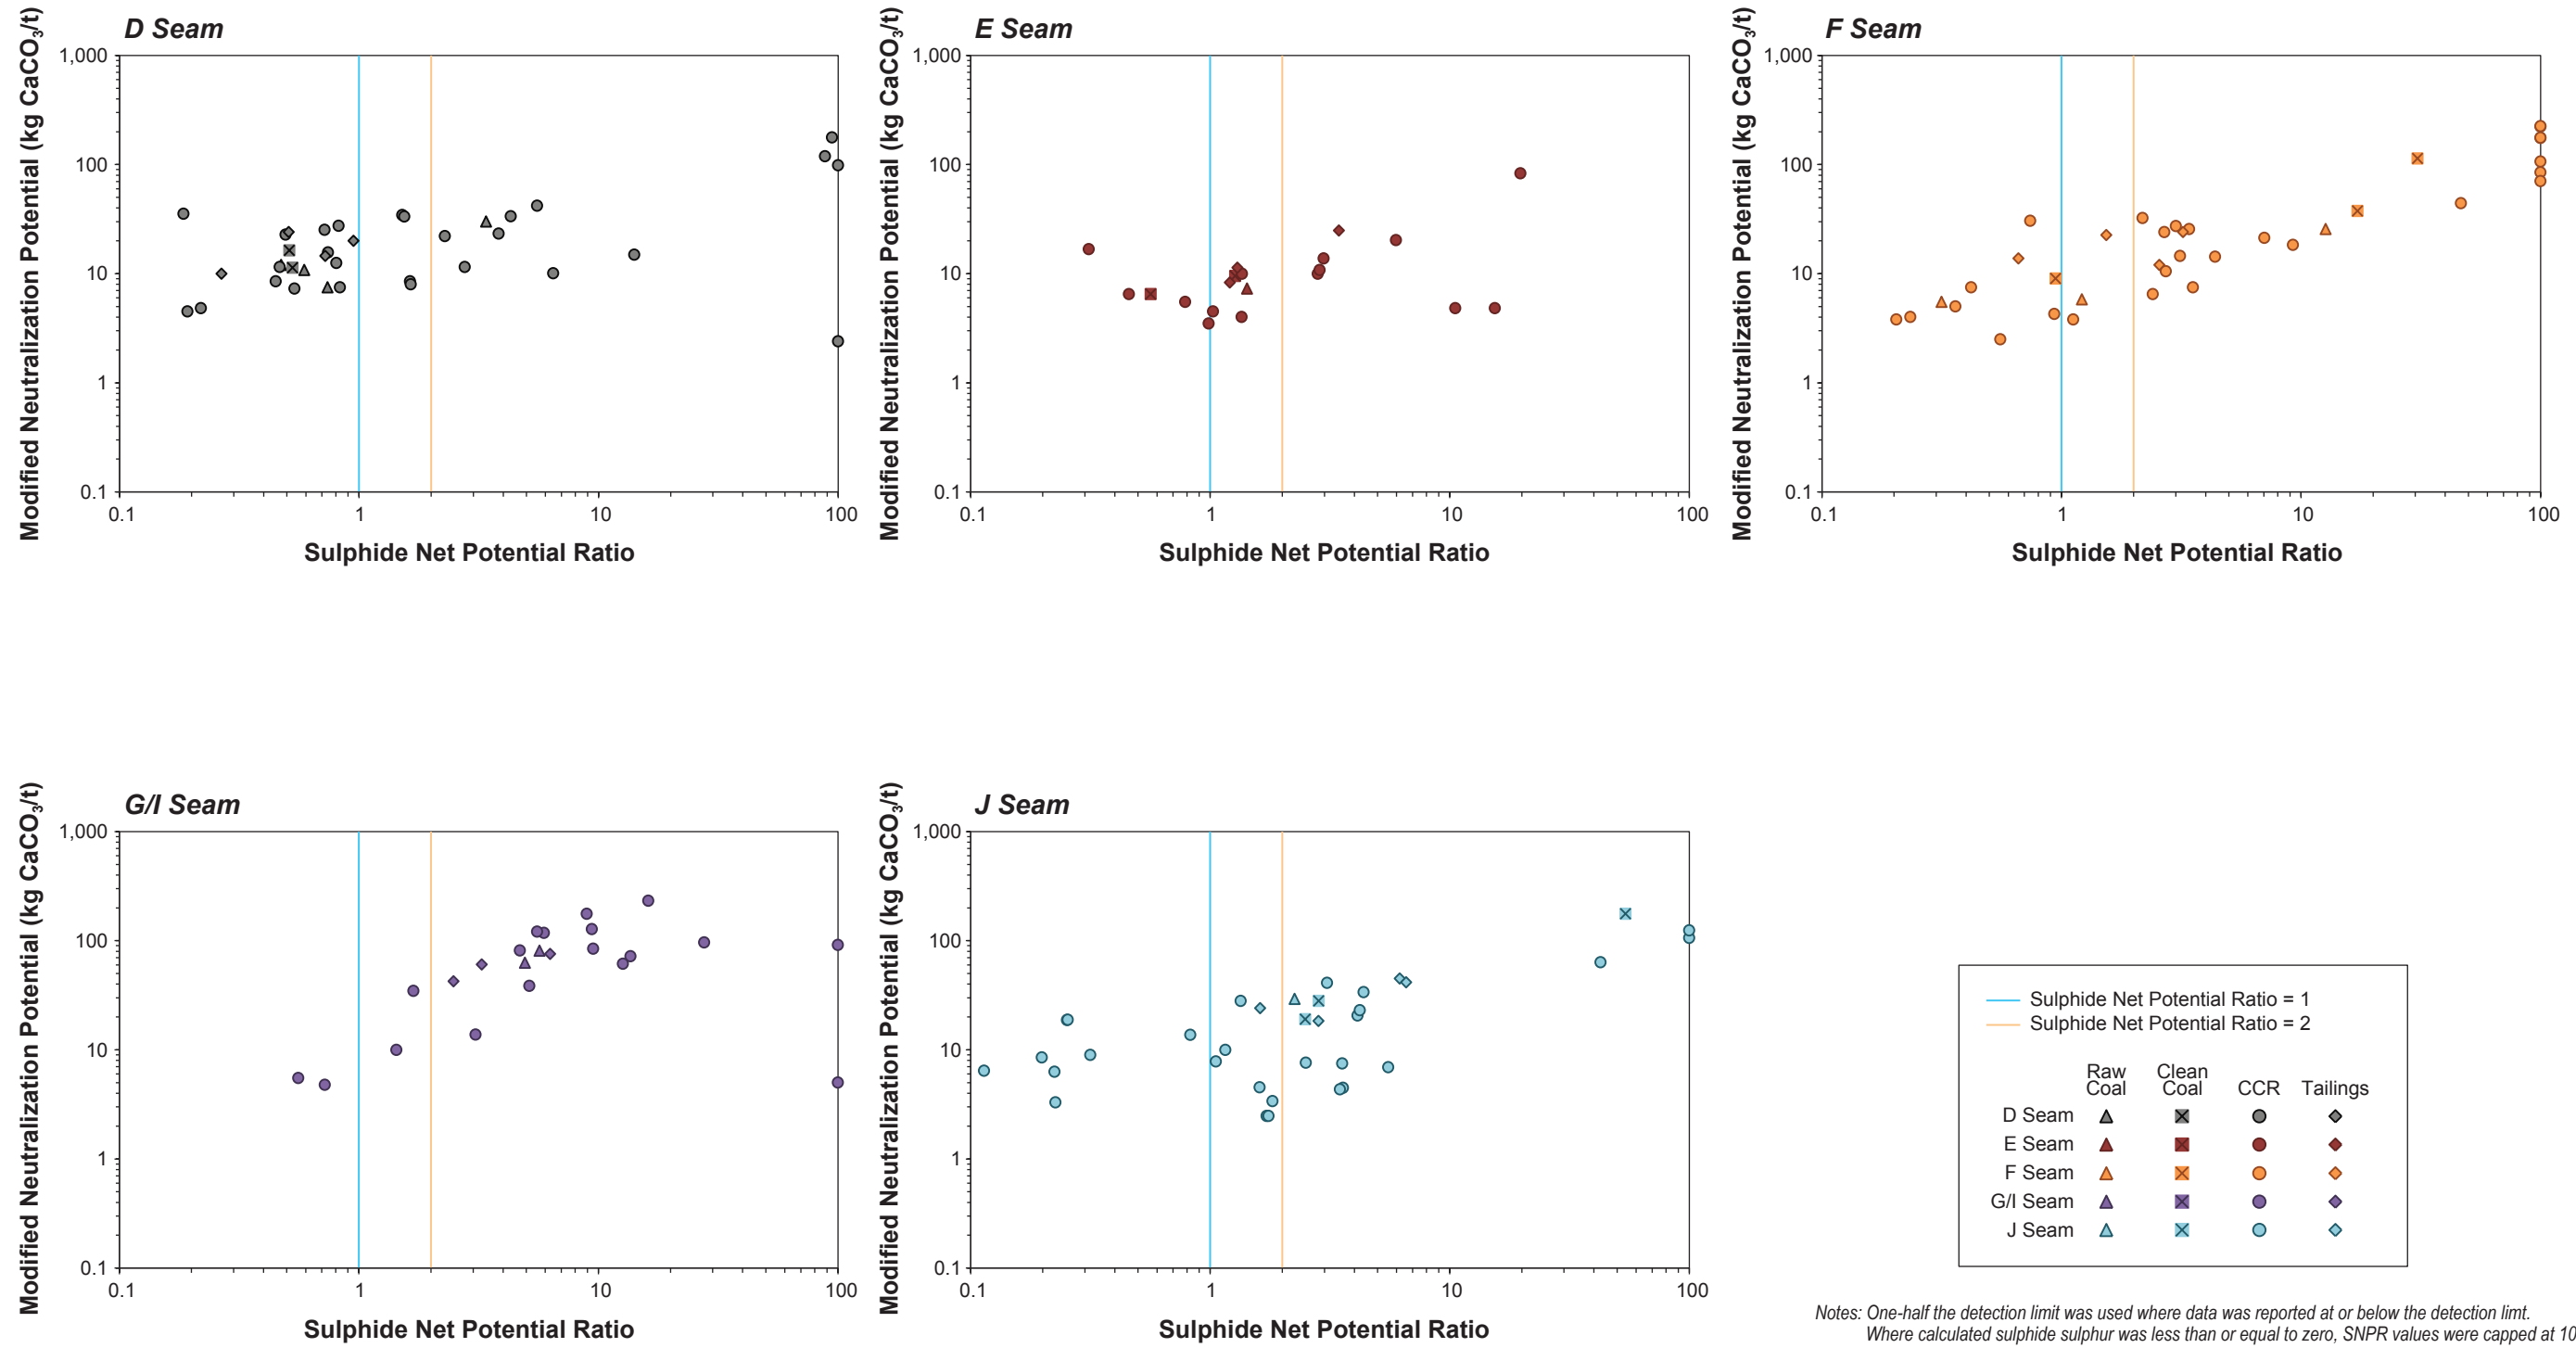 D Seam
Modified Neutralization Potential (kg CaCO₃/t)
1,000
100
10
1
0.1
0.1 1 10 100
Sulphide Net Potential Ratio
E Seam
Modified Neutralization Potential (kg CaCO₃/t)
1,000
100
10
1
0.1
0.1 1 10 100
Sulphide Net Potential Ratio
F Seam
Modified Neutralization Potential (kg CaCO₃/t)
1,000
100
10
1
0.1
0.1 1 10 100
Sulphide Net Potential Ratio
G/I Seam
Modified Neutralization Potential (kg CaCO₃/t)
1,000
100
10
1
0.1
0.1 1 10 100
Sulphide Net Potential Ratio
J Seam
Modified Neutralization Potential (kg CaCO₃/t)
1,000
100
10
1
0.1
0.1 1 10 100
Sulphide Net Potential Ratio
Sulphide Net Potential Ratio = 1
Sulphide Net Potential Ratio = 2
Raw Clean
Coal Coal CCR Tailings
D Seam
E Seam
F Seam
G/I Seam
J Seam
Notes: One-half the detection limit was used where data was reported at or below the detection limt.
Where calculated sulphide sulphur was less than or equal to zero, SNPR values were capped at 10